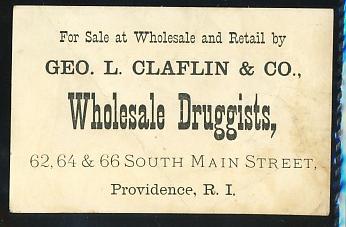 For Sale at Wholesale and Retail by
GEO. L. CLAFLIN & CO.,
Wholesale Druggists,
62, 64 & 66 SOUTH MAIN STREET,
Providence, R. I.